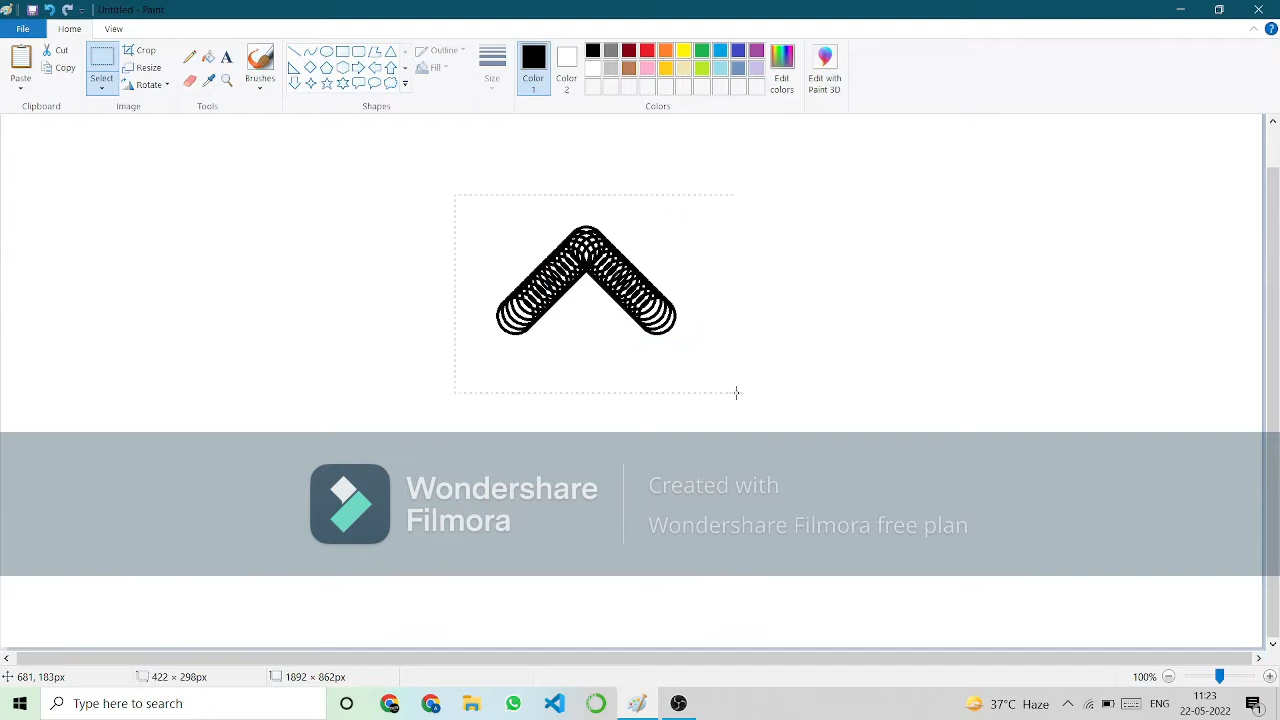 Untitled - Paint
File Home View
Paste
Cut
Copy
Select
Crop
Resize
Rotate
Brushes
Outline
Fill
Size
Color 1
Color 2
Edit colors
Edit with Paint 3D
Clipboard
Image
Tools
Shapes
Colors
Wondershare
Filmora
Created with
Wondershare Filmora free plan
681, 183px
422 × 298px
1892 × 862px
100%
Type here to search
37°C Haze
ENG
11:23
22-05-2022